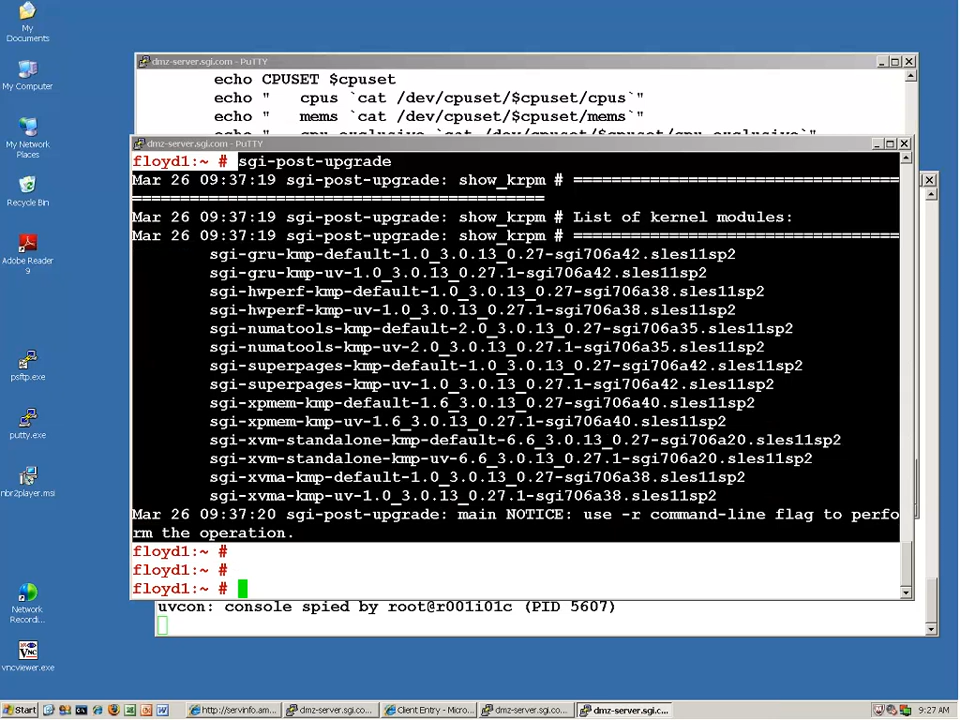 My
Documents
My Computer
My Network
Places
Recycle Bin
Adobe Reader
9
psftp.exe
putty.exe
nbr2player.msi
Network
Recordi...
vncviewer.exe
dmz-server.sgi.com - PuTTY
echo CPUSET $cpuset
echo "   cpus `cat /dev/cpuset/$cpuset/cpus`"
echo "   mems `cat /dev/cpuset/$cpuset/mems`"
echo "   cpu_exclusive `cat /dev/cpuset/$cpuset/cpu_exclusive`"
dmz-server.sgi.com - PuTTY
floyd1:~ # sgi-post-upgrade
Mar 26 09:37:19 sgi-post-upgrade: show_krpm # ==================================
===========================================
Mar 26 09:37:19 sgi-post-upgrade: show_krpm # List of kernel modules:
Mar 26 09:37:19 sgi-post-upgrade: show_krpm # ==================================
sgi-gru-kmp-default-1.0_3.0.13_0.27-sgi706a42.sles11sp2
sgi-gru-kmp-uv-1.0_3.0.13_0.27.1-sgi706a42.sles11sp2
sgi-hwperf-kmp-default-1.0_3.0.13_0.27-sgi706a38.sles11sp2
sgi-hwperf-kmp-uv-1.0_3.0.13_0.27.1-sgi706a38.sles11sp2
sgi-numatools-kmp-default-2.0_3.0.13_0.27-sgi706a35.sles11sp2
sgi-numatools-kmp-uv-2.0_3.0.13_0.27.1-sgi706a35.sles11sp2
sgi-superpages-kmp-default-1.0_3.0.13_0.27-sgi706a42.sles11sp2
sgi-superpages-kmp-uv-1.0_3.0.13_0.27.1-sgi706a42.sles11sp2
sgi-xpmem-kmp-default-1.6_3.0.13_0.27-sgi706a40.sles11sp2
sgi-xpmem-kmp-uv-1.6_3.0.13_0.27.1-sgi706a40.sles11sp2
sgi-xvm-standalone-kmp-default-6.6_3.0.13_0.27-sgi706a20.sles11sp2
sgi-xvm-standalone-kmp-uv-6.6_3.0.13_0.27.1-sgi706a20.sles11sp2
sgi-xvma-kmp-default-1.0_3.0.13_0.27-sgi706a38.sles11sp2
sgi-xvma-kmp-uv-1.0_3.0.13_0.27.1-sgi706a38.sles11sp2
Mar 26 09:37:20 sgi-post-upgrade: main NOTICE: use -r command-line flag to perfo
rm the operation.
floyd1:~ #
floyd1:~ #
floyd1:~ #
uvcon: console spied by root@r001i01c (PID 5607)
Start
http://servinfo.am...
dmz-server.sgi.co...
Client Entry - Micro...
dmz-server.sgi.co...
dmz-server.sgi.c...
9:27 AM